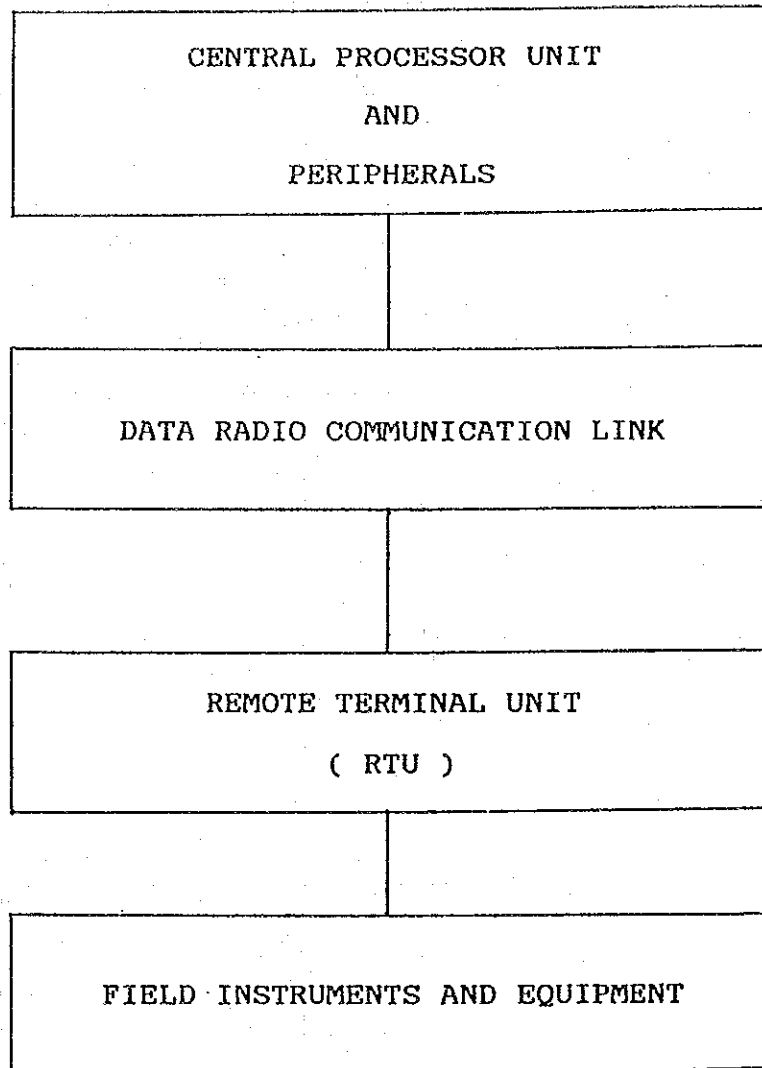 CENTRAL PROCESSOR UNIT
AND
PERIPHERALS
DATA RADIO COMMUNICATION LINK
REMOTE TERMINAL UNIT
( RTU )
FIELD INSTRUMENTS AND EQUIPMENT